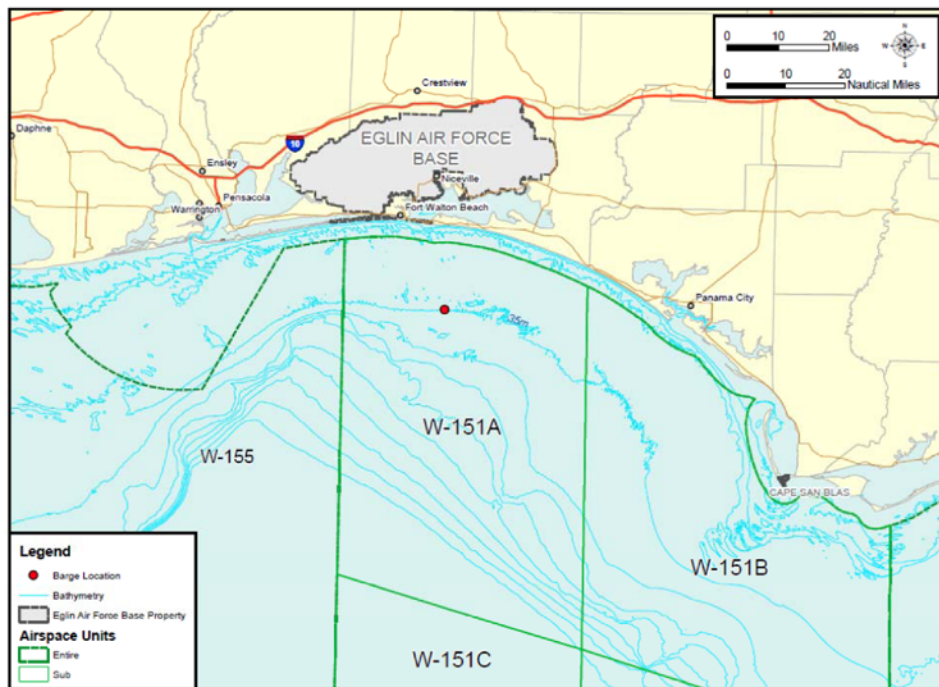 0 10 20
Miles
0 10 20
Nautical Miles
N
W E
S
Crestview
Daphne
EGLIN AIR FORCE
BASE
10
Ensley
Niceville
Pensacola
Warrington
Fort Walton Beach
Panama City
35m
W-151A
W-155
CAPE SAN BLAS
W-151B
W-151C
Legend
Barge Location
Bathymetry
Eglin Air Force Base Property
Airspace Units
Entire
Sub